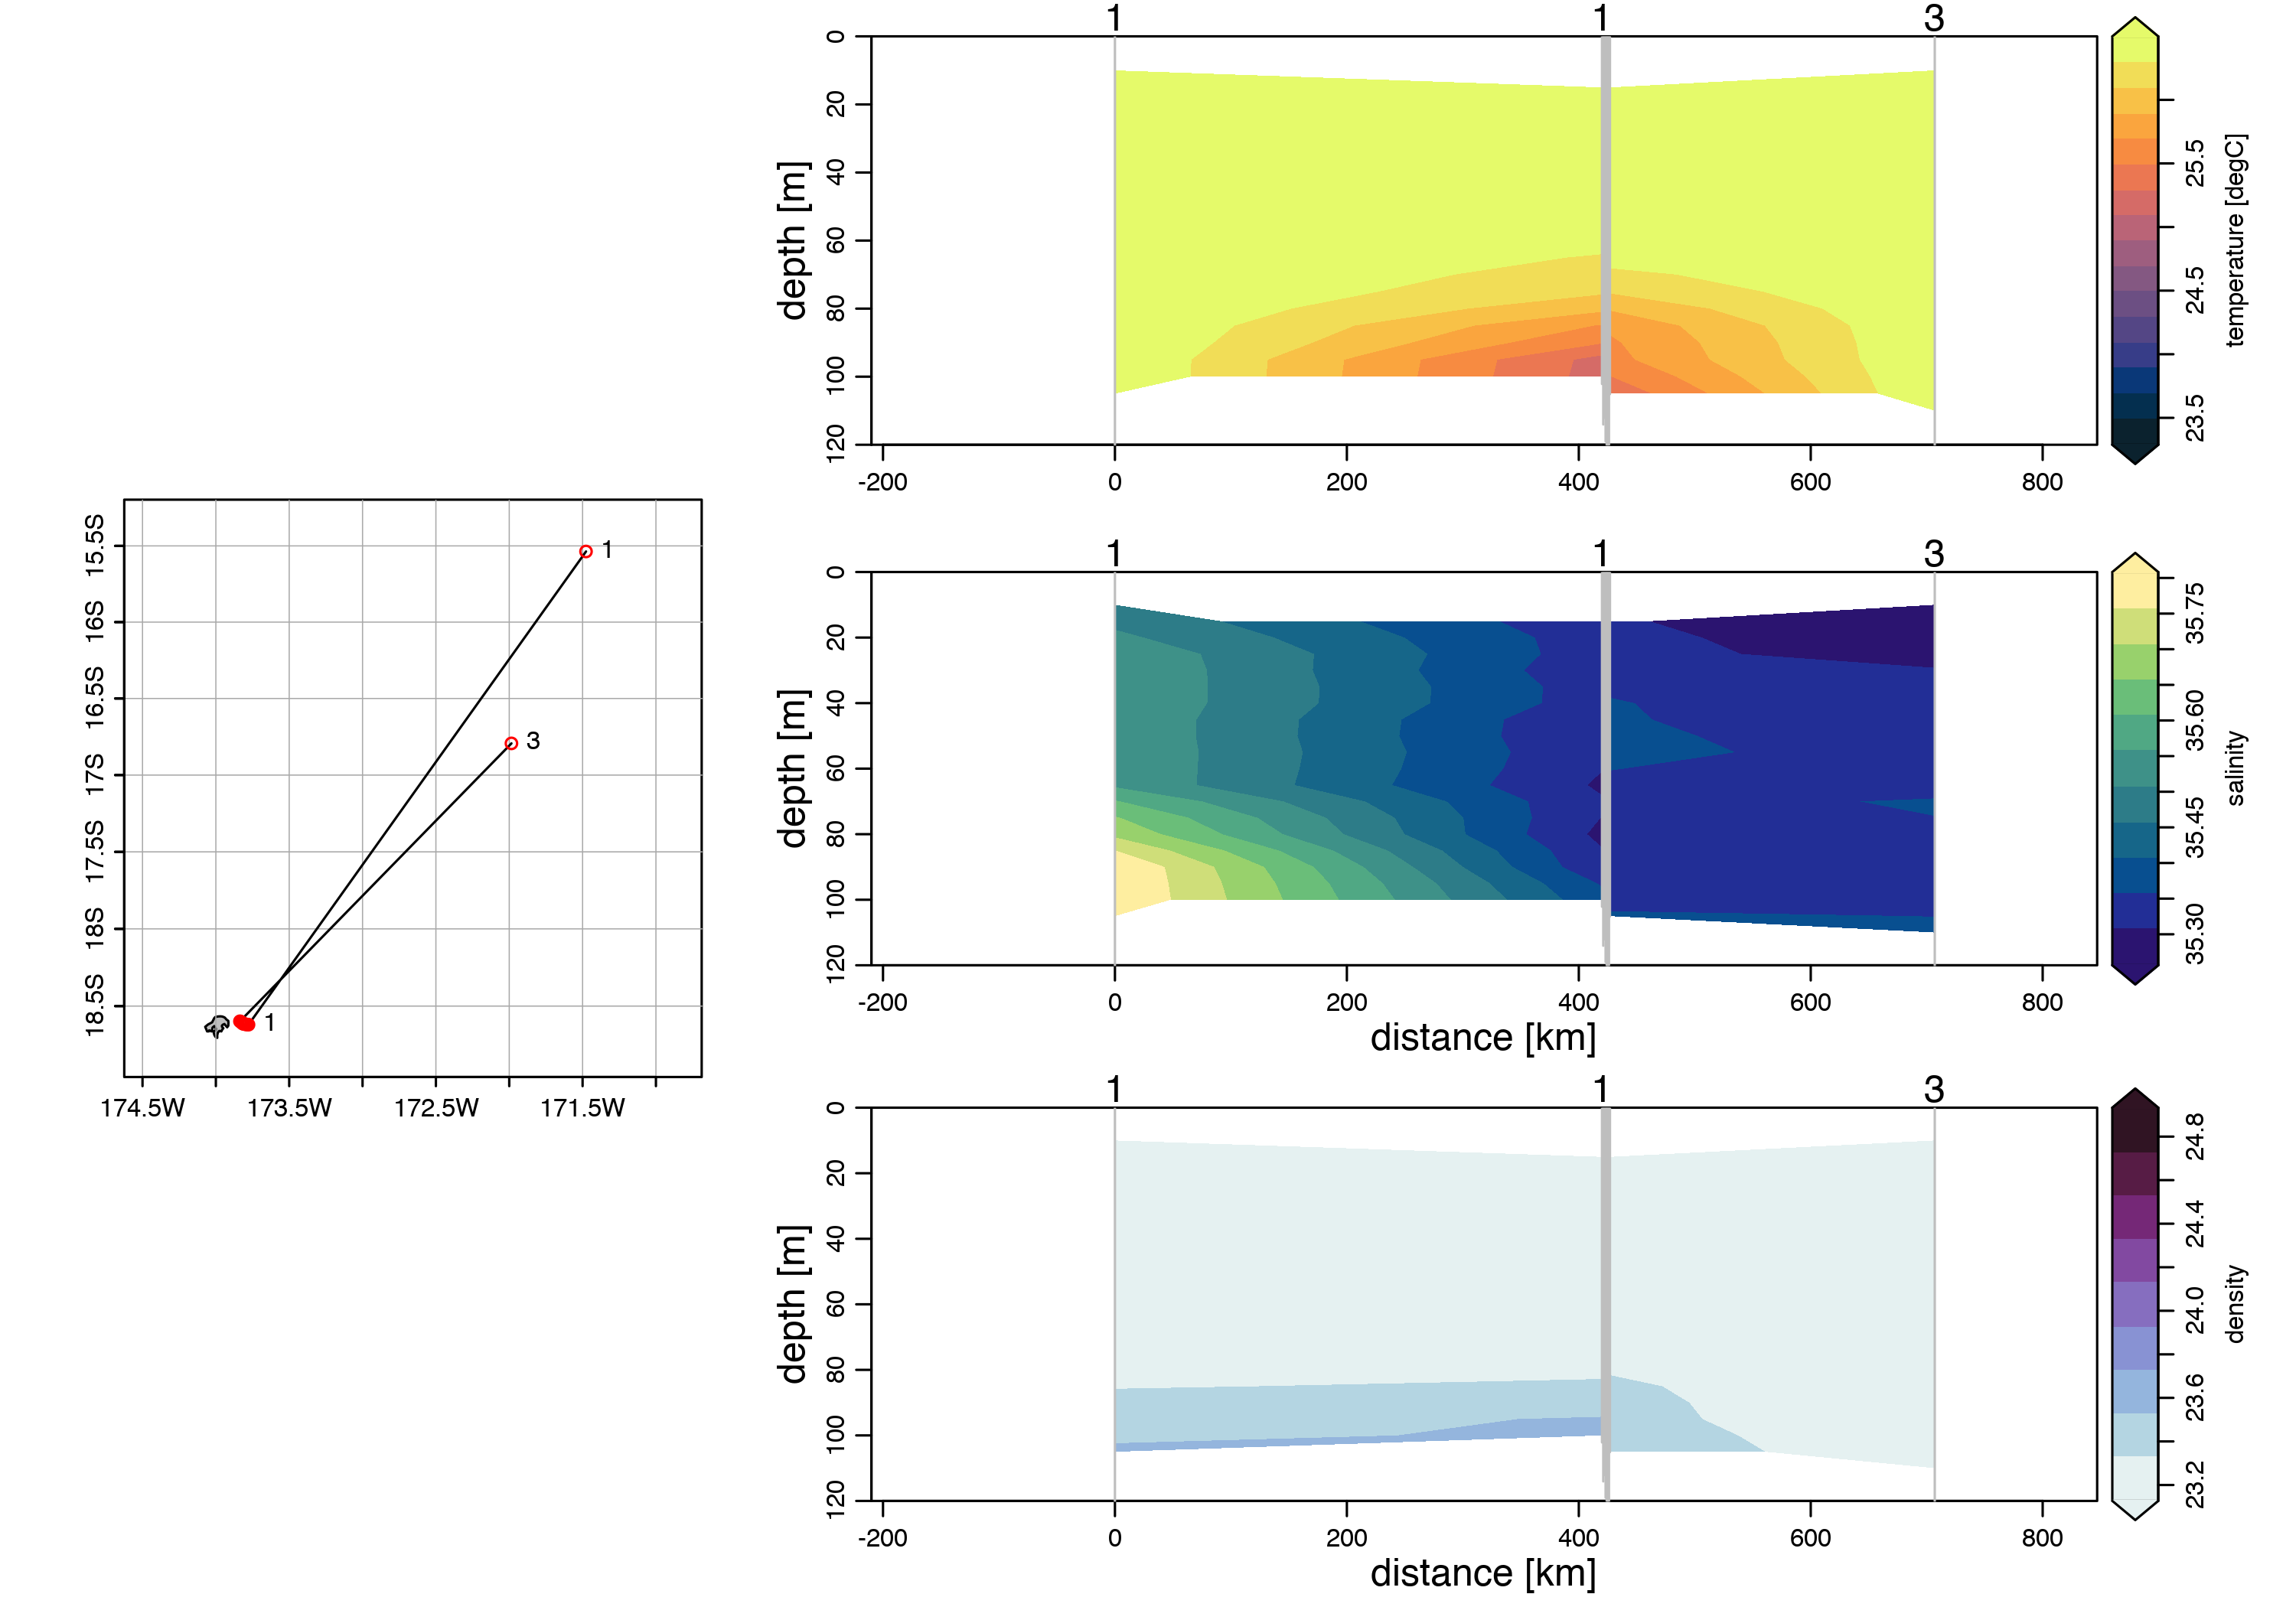 1 1 3
0
20
40
60
80
100
120
depth [m]
-200 0 200 400 600 800
23.5 24.5 25.5
temperature [degC]
15.5S
16S
16.5S
17S
17.5S
18S
18.5S
1
3
1
174.5W 173.5W 172.5W 171.5W
1 1 3
0
20
40
60
80
100
120
depth [m]
-200 0 200 400 600 800
distance [km]
35.30 35.45 35.60 35.75
salinity
1 1 3
0
20
40
60
80
100
120
depth [m]
-200 0 200 400 600 800
distance [km]
23.2 23.6 24.0 24.4 24.8
density